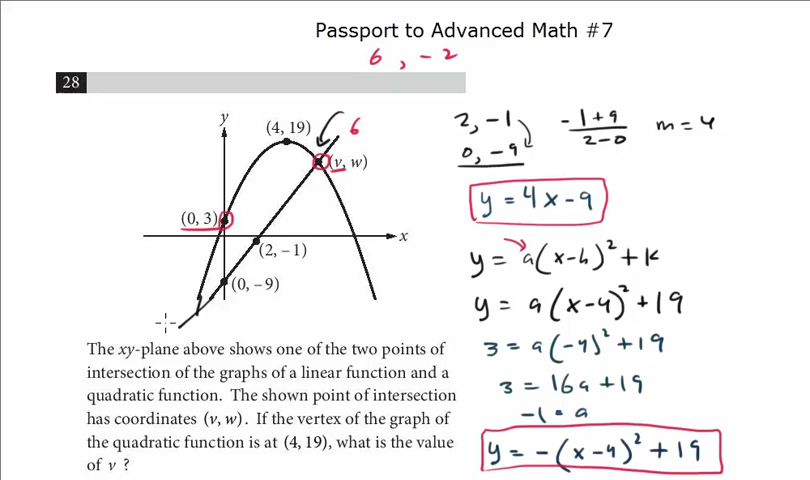 Passport to Advanced Math #7
6 , -2
28
y
(4, 19)
6
(v, w)
(0, 3)
x
(2, −1)
(0, −9)
The xy-plane above shows one of the two points of
intersection of the graphs of a linear function and a
quadratic function. The shown point of intersection
has coordinates (v, w). If the vertex of the graph of
the quadratic function is at (4, 19), what is the value
of v ?
2, -1
0, -9
-1+9
2-0
m = 4
y = 4x - 9
y = a(x-h)² + k
y = a(x-4)² + 19
3 = a(-4)² + 19
3 = 16a + 19
-1 = a
y = -(x-4)² + 19